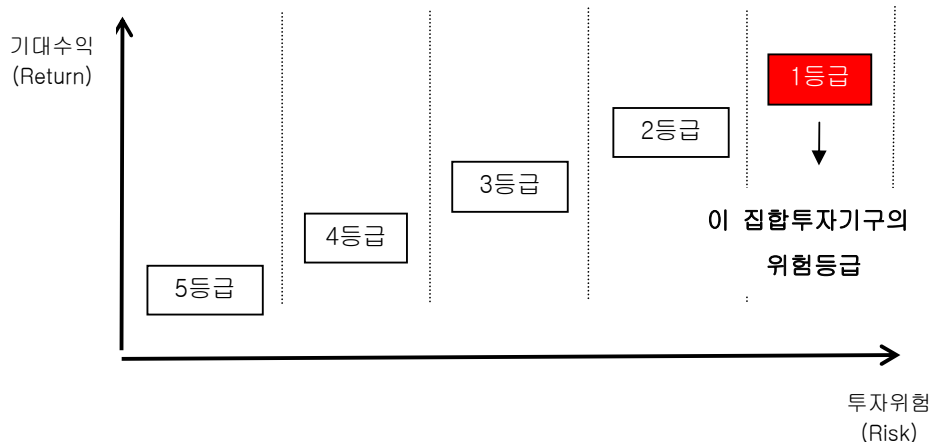 기대수익
(Return)
1등급
2등급
3등급
4등급
5등급
이 집합투자기구의
위험등급
투자위험
(Risk)